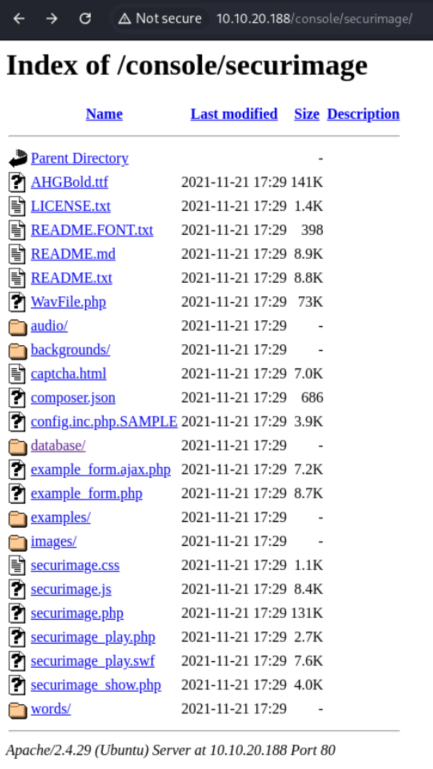 Not secure 10.10.20.188/console/securimage/
Index of /console/securimage
Name Last modified Size Description
Parent Directory -
AHGBold.ttf 2021-11-21 17:29 141K
LICENSE.txt 2021-11-21 17:29 1.4K
README.FONT.txt 2021-11-21 17:29 398
README.md 2021-11-21 17:29 8.9K
README.txt 2021-11-21 17:29 8.8K
WavFile.php 2021-11-21 17:29 73K
audio/ 2021-11-21 17:29 -
backgrounds/ 2021-11-21 17:29 -
captcha.html 2021-11-21 17:29 7.0K
composer.json 2021-11-21 17:29 686
config.inc.php.SAMPLE 2021-11-21 17:29 3.9K
database/ 2021-11-21 17:29 -
example_form.ajax.php 2021-11-21 17:29 7.2K
example_form.php 2021-11-21 17:29 8.7K
examples/ 2021-11-21 17:29 -
images/ 2021-11-21 17:29 -
securimage.css 2021-11-21 17:29 1.1K
securimage.js 2021-11-21 17:29 8.4K
securimage.php 2021-11-21 17:29 131K
securimage_play.php 2021-11-21 17:29 2.7K
securimage_play.swf 2021-11-21 17:29 7.6K
securimage_show.php 2021-11-21 17:29 4.0K
words/ 2021-11-21 17:29 -
Apache/2.4.29 (Ubuntu) Server at 10.10.20.188 Port 80